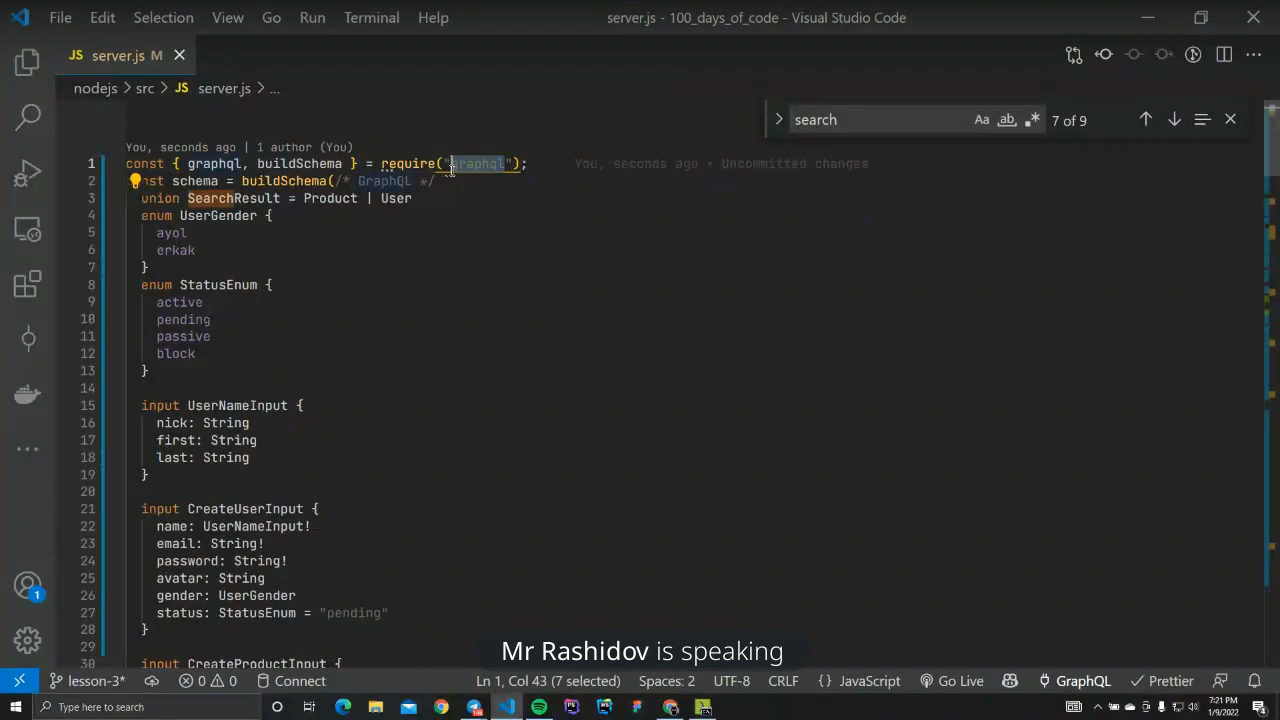 File Edit Selection View Go Run Terminal Help server.js - 100_days_of_code - Visual Studio Code
JS server.js M
nodejs > src > JS server.js > ...
search Aa ab .* 7 of 9
You, seconds ago | 1 author (You)
1 const { graphql, buildSchema } = require("graphql"); You, seconds ago • Uncommitted changes
2 nst schema = buildSchema(/* GraphQL */ `
3 union SearchResult = Product | User
4 enum UserGender {
5 ayol
6 erkak
7 }
8 enum StatusEnum {
9 active
10 pending
11 passive
12 block
13 }
14
15 input UserNameInput {
16 nick: String
17 first: String
18 last: String
19 }
20
21 input CreateUserInput {
22 name: UserNameInput!
23 email: String!
24 password: String!
25 avatar: String
26 gender: UserGender
27 status: StatusEnum = "pending"
28 }
29
30 input CreateProductInput {
Mr Rashidov is speaking
1
lesson-3* 0 0 Connect Ln 1, Col 43 (7 selected) Spaces: 2 UTF-8 CRLF {} JavaScript Go Live GraphQL Prettier
Type here to search 7:21 PM
1/9/2022